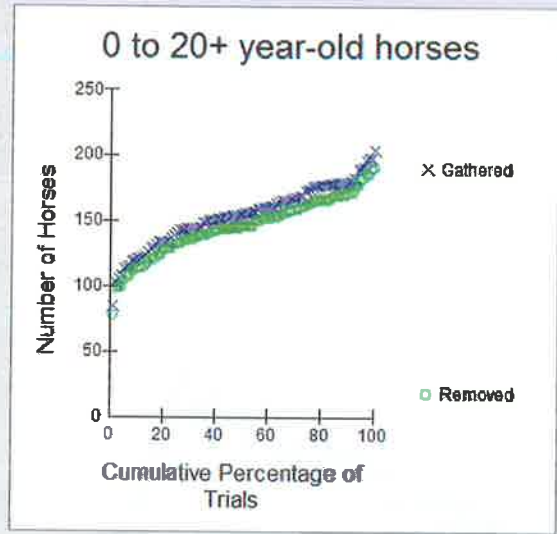 0 to 20+ year-old horses
250
200
150
100
50
0
Number of Horses
0 20 40 60 80 100
Cumulative Percentage of
Trials
Gathered
Removed